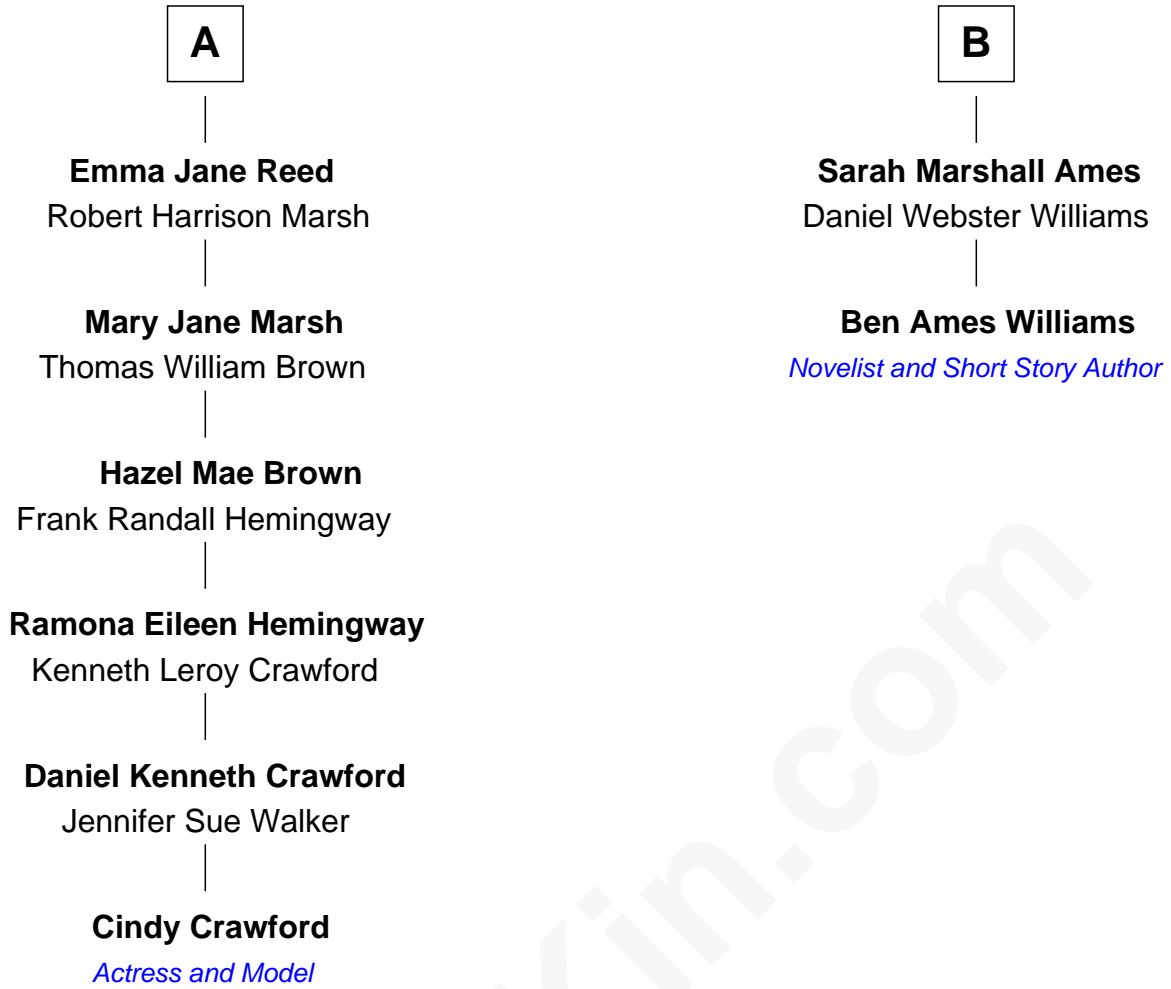 A
Emma Jane Reed
Robert Harrison Marsh
Mary Jane Marsh
Thomas William Brown
Hazel Mae Brown
Frank Randall Hemingway
Ramona Eileen Hemingway
Kenneth Leroy Crawford
Daniel Kenneth Crawford
Jennifer Sue Walker
Cindy Crawford
Actress and Model
B
Sarah Marshall Ames
Daniel Webster Williams
Ben Ames Williams
Novelist and Short Story Author
Kin.com